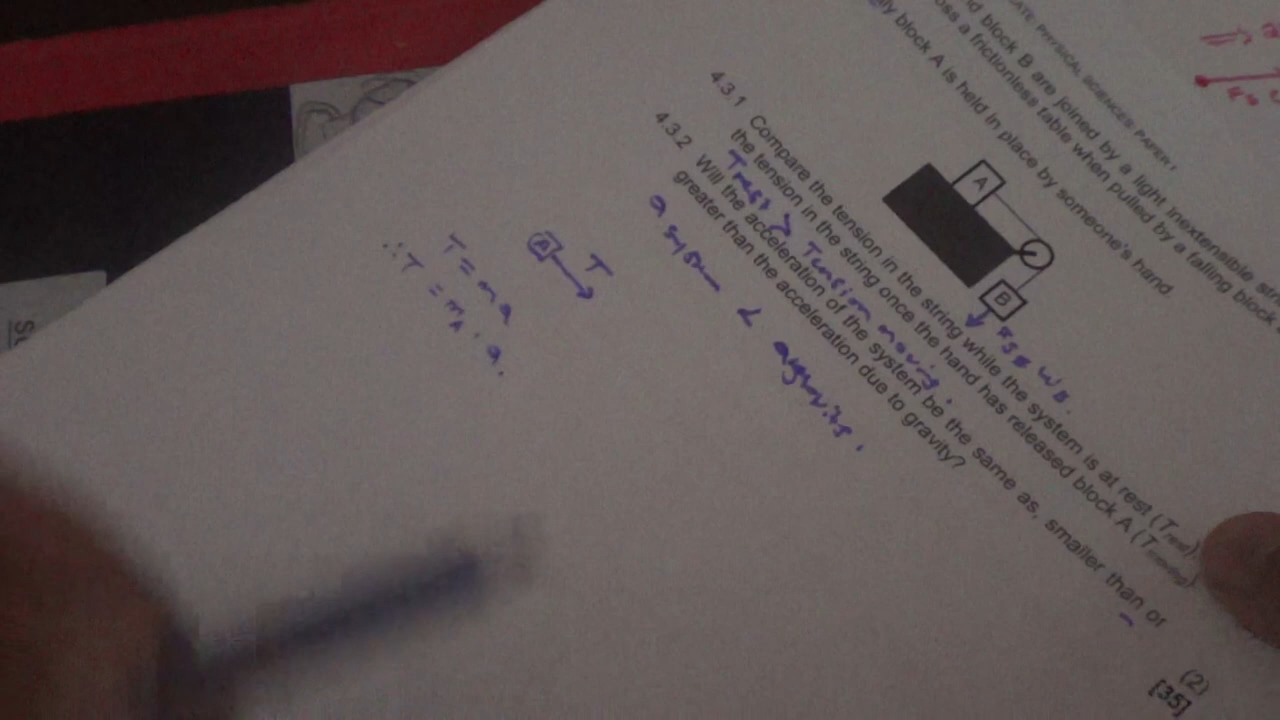 PHYSICAL SCIENCES: PAPER 1
block B are joined by a light inextensible
a frictionless table when pulled by a falling block
block A is held in place by someone's hand.
A
B
4.3.1 Compare the tension in the string while the system is at rest (Trest)
the tension in the string once the hand has released block A (Tmoving)
Trest > Tension moving.
4.3.2 Will the acceleration of the system be the same as, smaller than or
greater than the acceleration due to gravity?
(2)
[35]
a system < agravity.
A
T
T = ma
∴ T = mA . a.